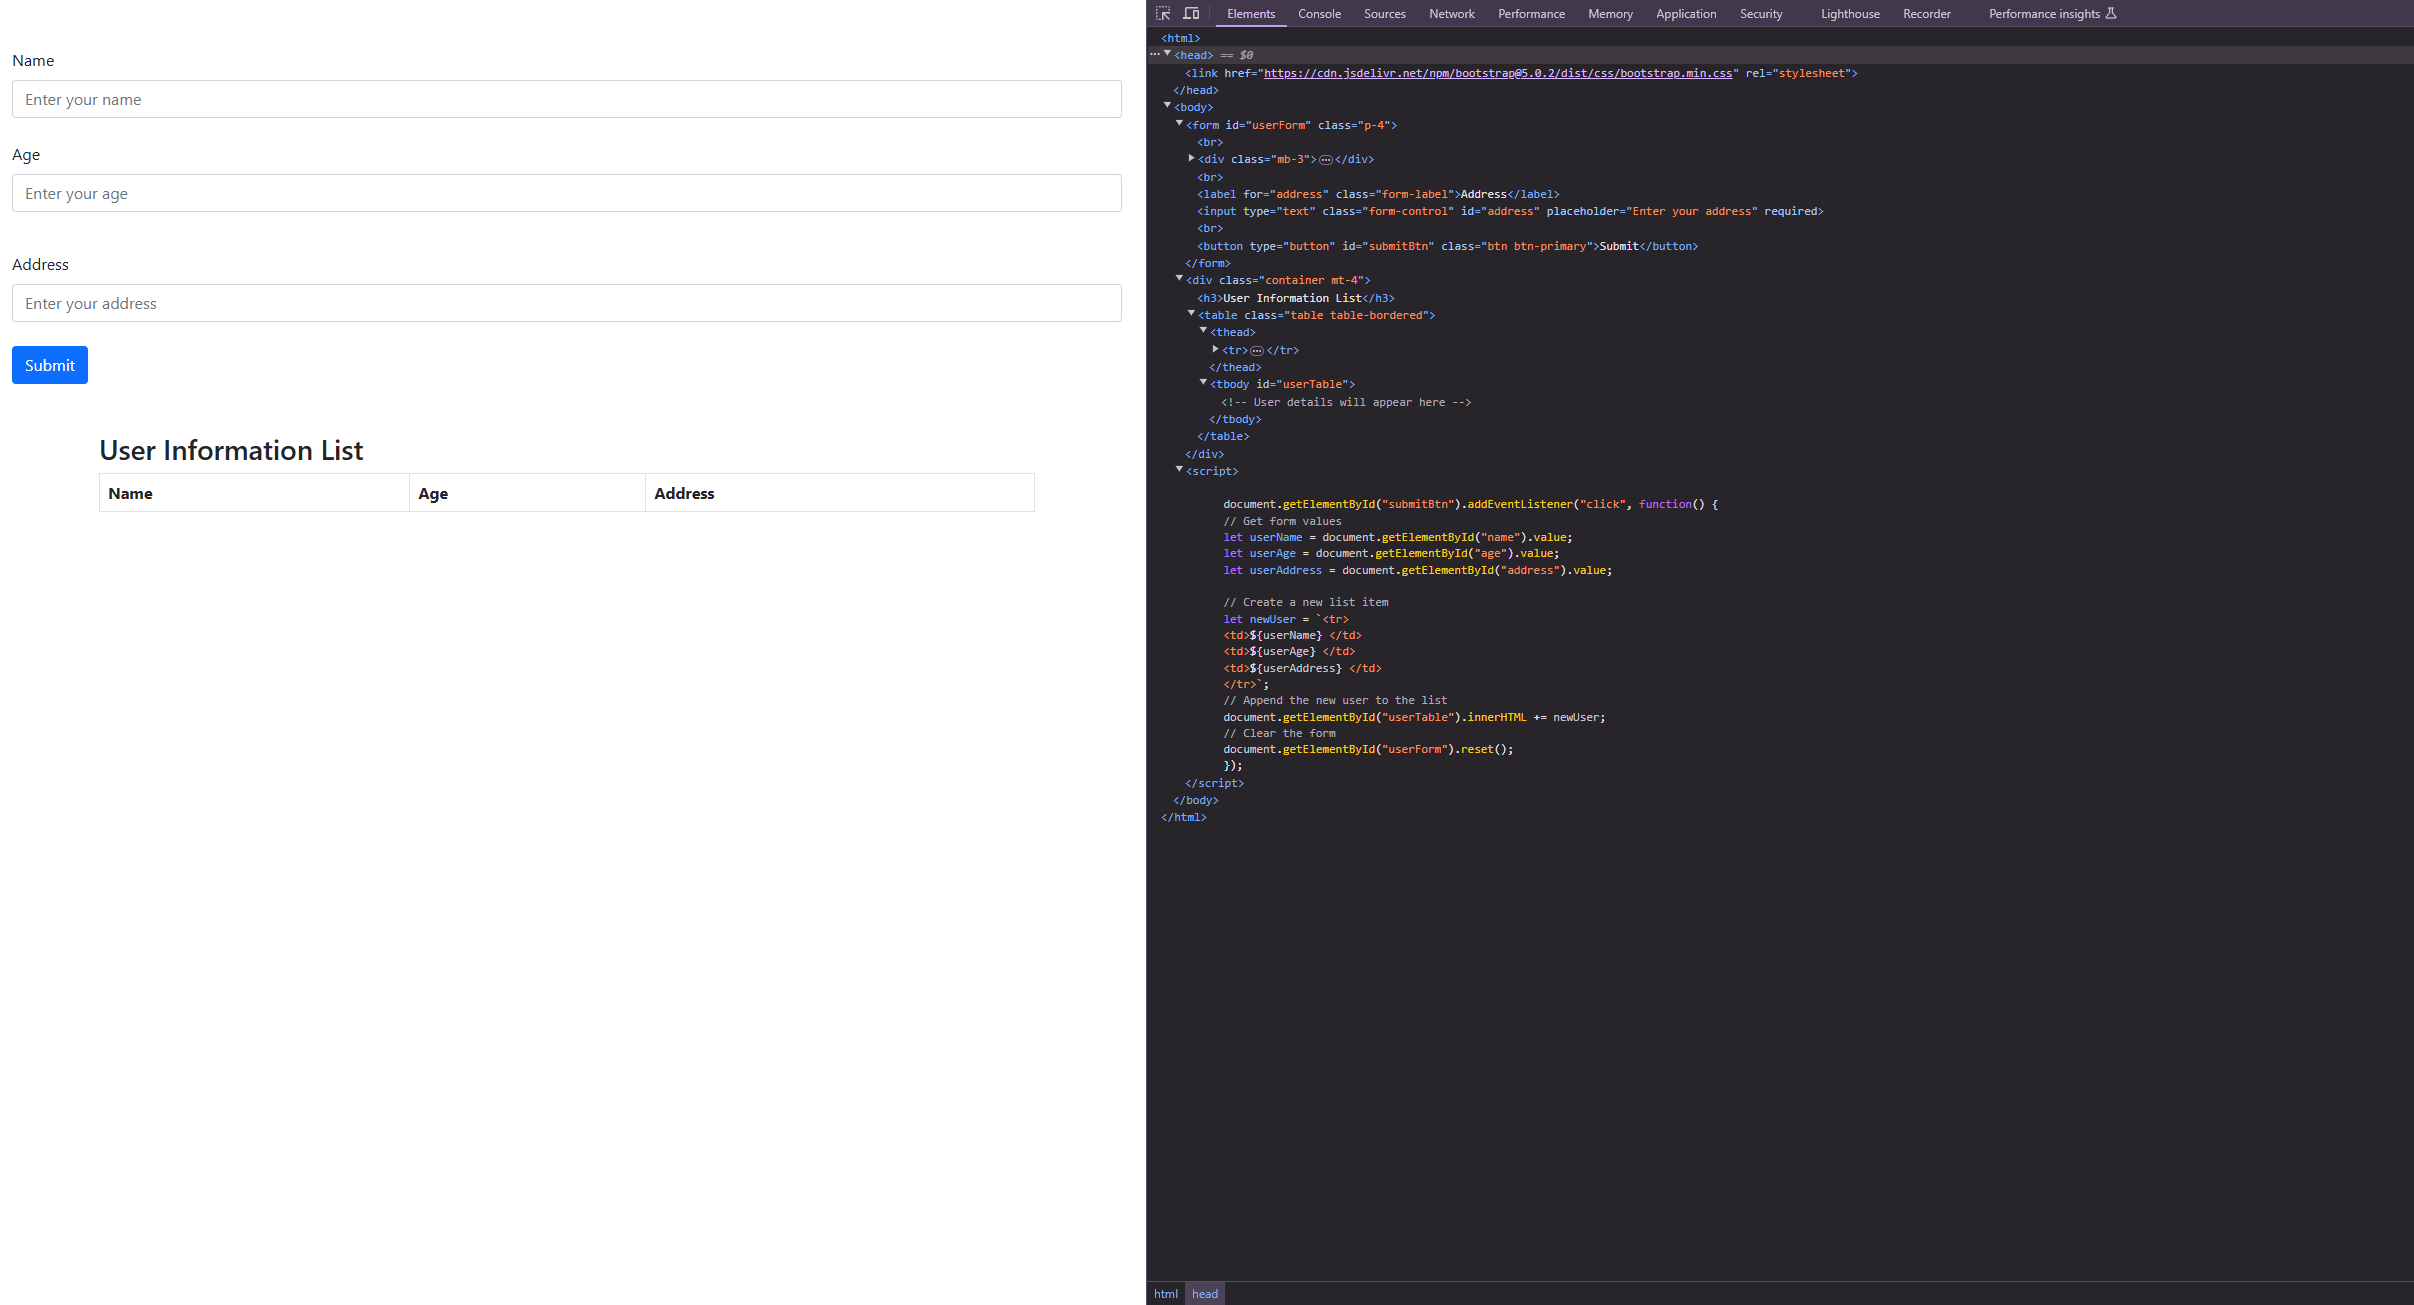 Name
Enter your name
Age
Enter your age
Address
Enter your address
Submit
User Information List
Name Age Address
Elements Console Sources Network Performance Memory Application Security Lighthouse Recorder Performance insights
<html>
<head> == $0
<link href="https://cdn.jsdelivr.net/npm/bootstrap@5.0.2/dist/css/bootstrap.min.css" rel="stylesheet">
</head>
<body>
<form id="userForm" class="p-4">
<br>
<div class="mb-3">…</div>
<br>
<label for="address" class="form-label">Address</label>
<input type="text" class="form-control" id="address" placeholder="Enter your address" required>
<br>
<button type="button" id="submitBtn" class="btn btn-primary">Submit</button>
</form>
<div class="container mt-4">
<h3>User Information List</h3>
<table class="table table-bordered">
<thead>
<tr>…</tr>
</thead>
<tbody id="userTable">
<!-- User details will appear here -->
</tbody>
</table>
</div>
<script>
document.getElementById("submitBtn").addEventListener("click", function() {
// Get form values
let userName = document.getElementById("name").value;
let userAge = document.getElementById("age").value;
let userAddress = document.getElementById("address").value;
// Create a new list item
let newUser = `<tr>
<td>${userName} </td>
<td>${userAge} </td>
<td>${userAddress} </td>
</tr>`;
// Append the new user to the list
document.getElementById("userTable").innerHTML += newUser;
// Clear the form
document.getElementById("userForm").reset();
});
</script>
</body>
</html>
html head